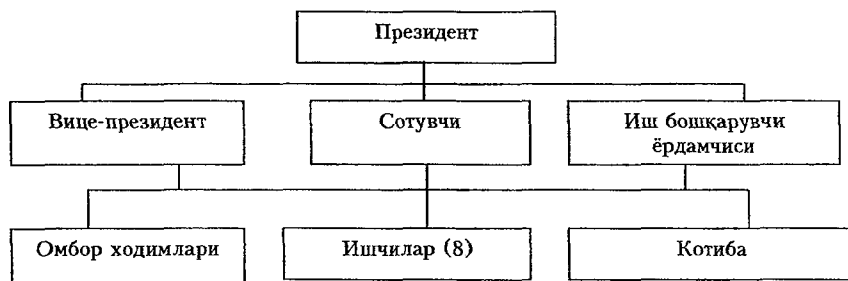 Президент
Вице-президент
Сотувчи
Иш бошқарувчи
ёрдамчиси
Омбор ходимлари
Ишчилар (8)
Котиба